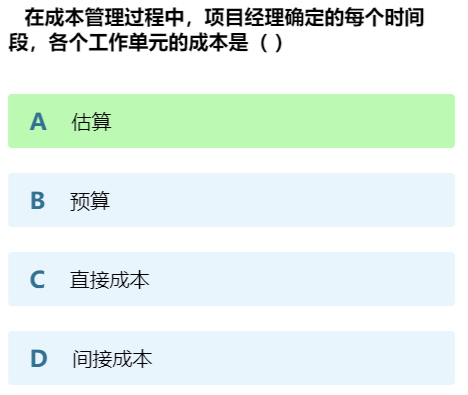 在成本管理过程中，项目经理确定的每个时间
段，各个工作单元的成本是（ ）
A 估算
B 预算
C 直接成本
D 间接成本